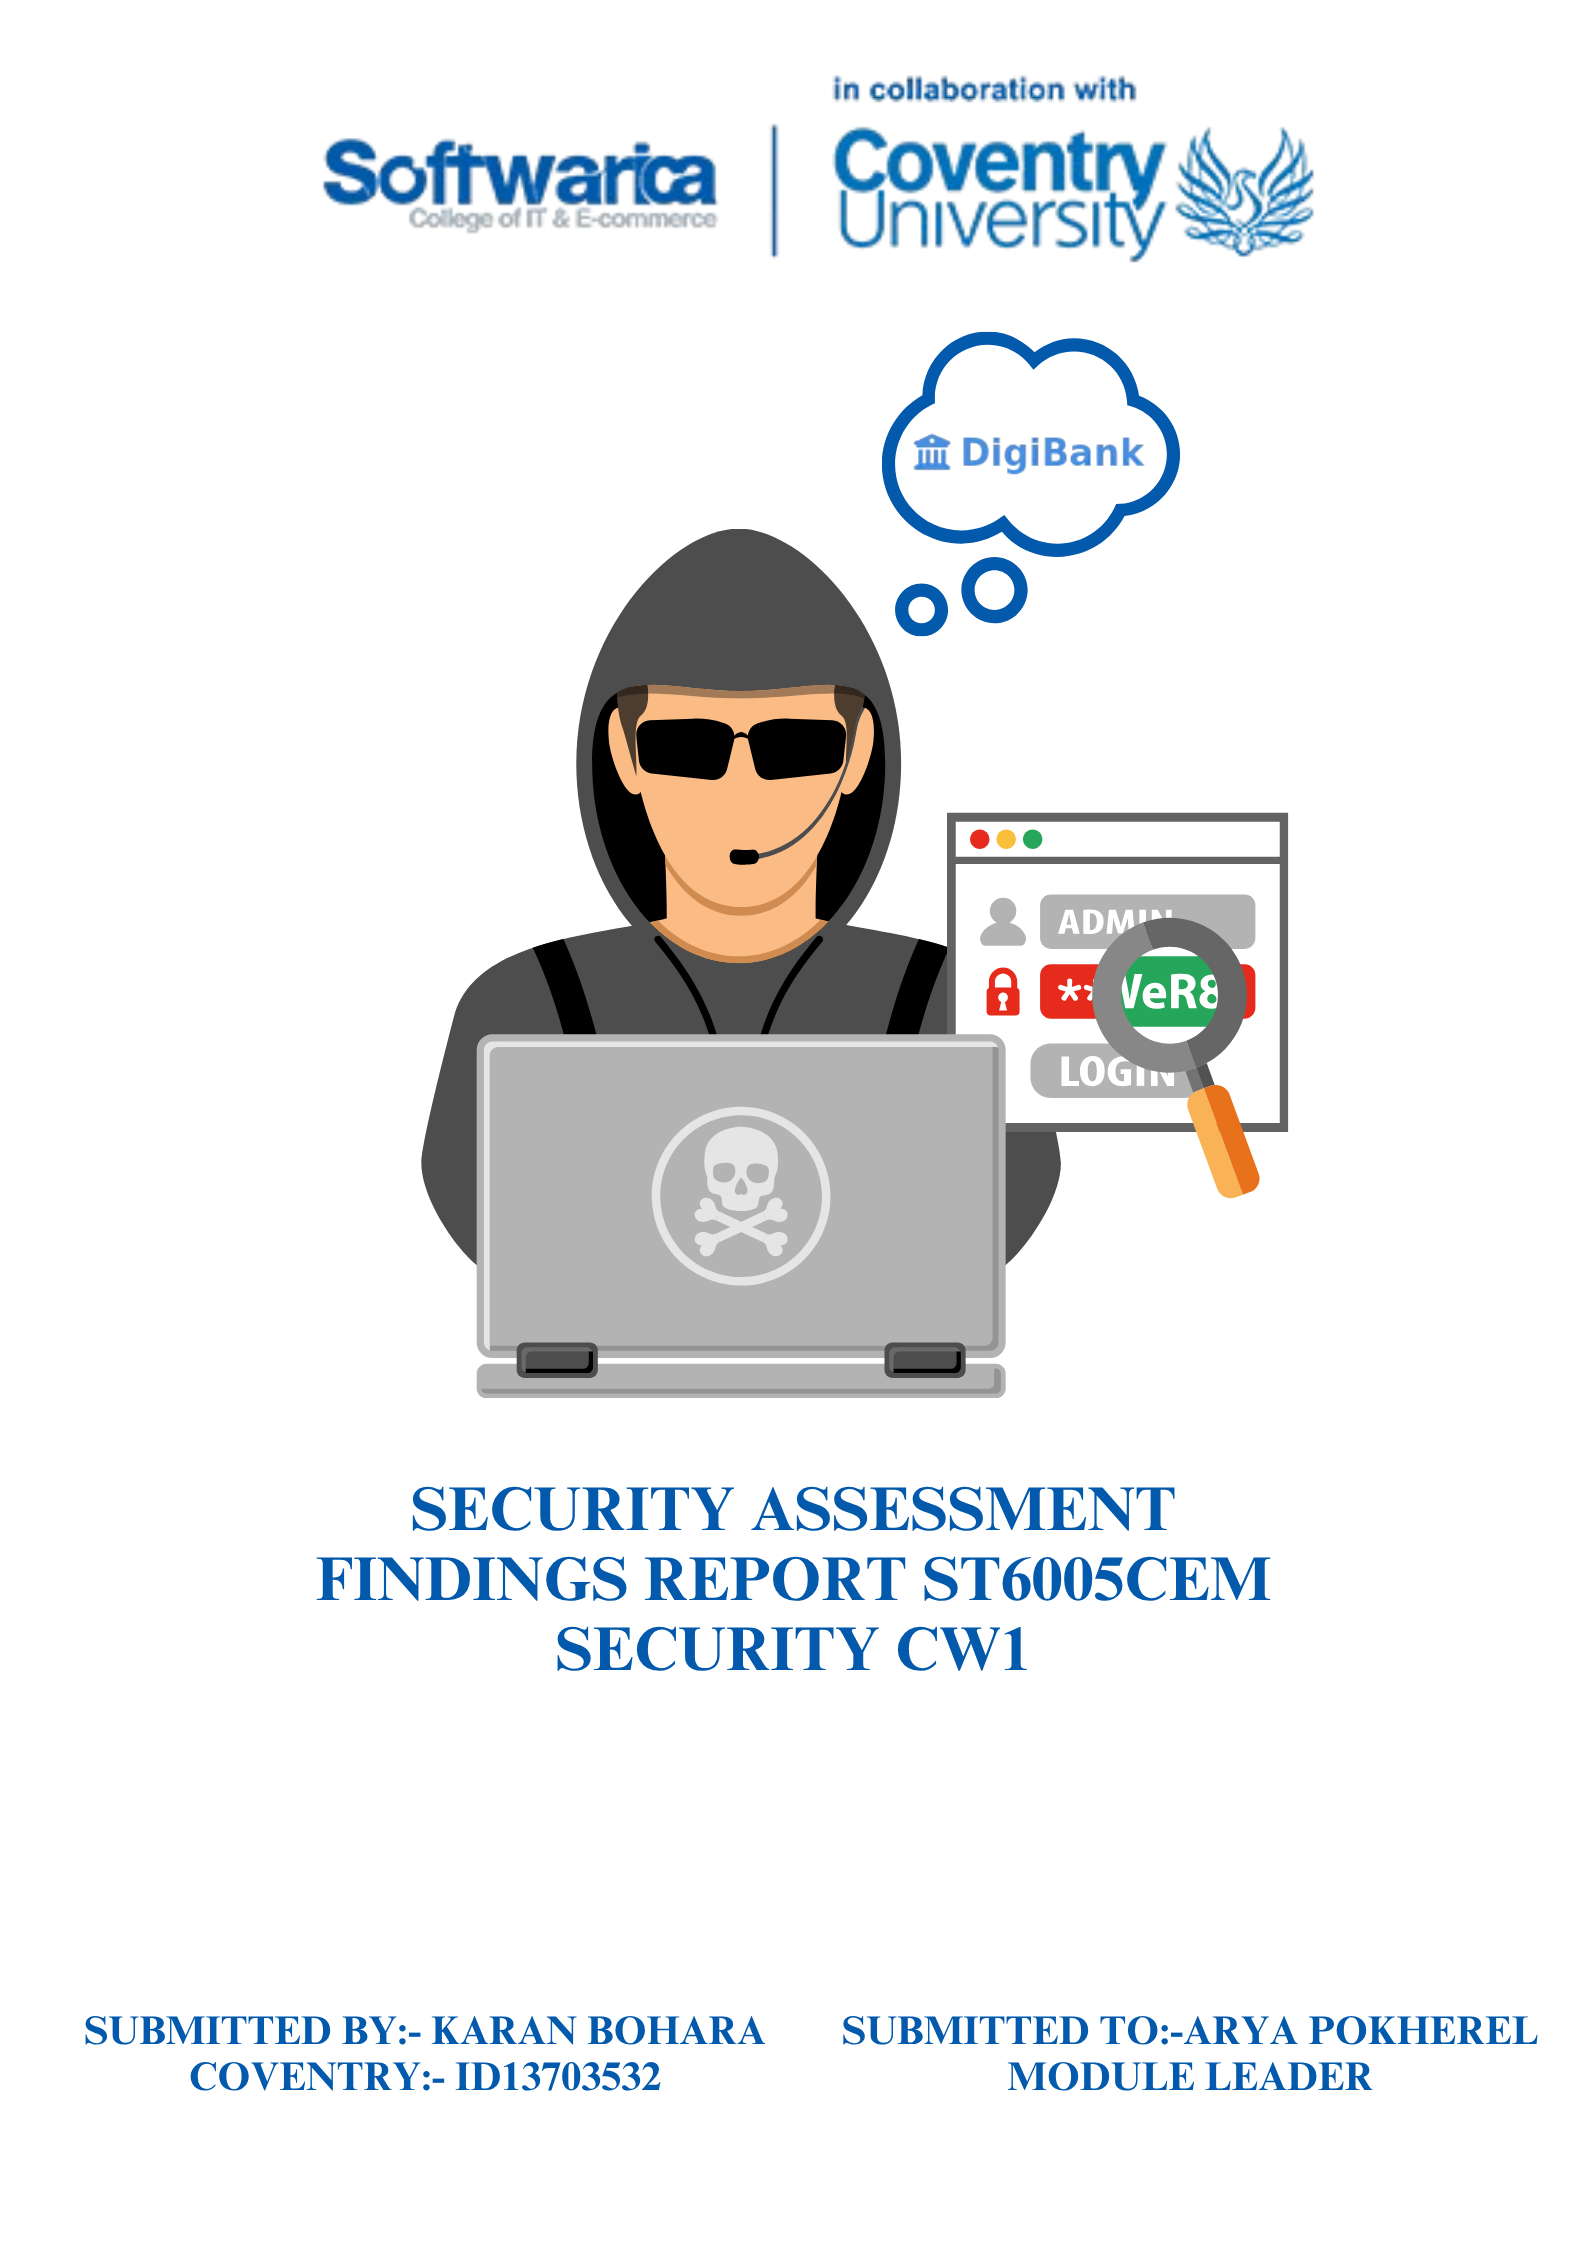 in collaboration with
Softwarica
College of IT & E-commerce
Coventry
University
DigiBank
ADMIN
** VeR8
LOGIN
SECURITY ASSESSMENT
FINDINGS REPORT ST6005CEM
SECURITY CW1
SUBMITTED BY:- KARAN BOHARA
COVENTRY:- ID13703532
SUBMITTED TO:-ARYA POKHEREL
MODULE LEADER